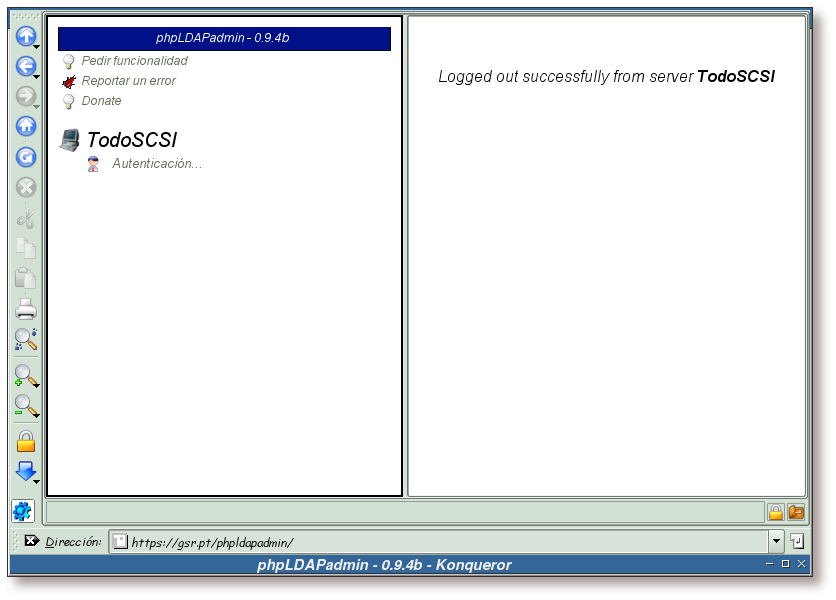 phpLDAPadmin - 0.9.4b
Pedir funcionalidad
Reportar un error
Donate
TodoSCSI
Autenticación...
Logged out successfully from server TodoSCSI
Dirección: https://gsr.pt/phpldapadmin/
phpLDAPadmin - 0.9.4b - Konqueror